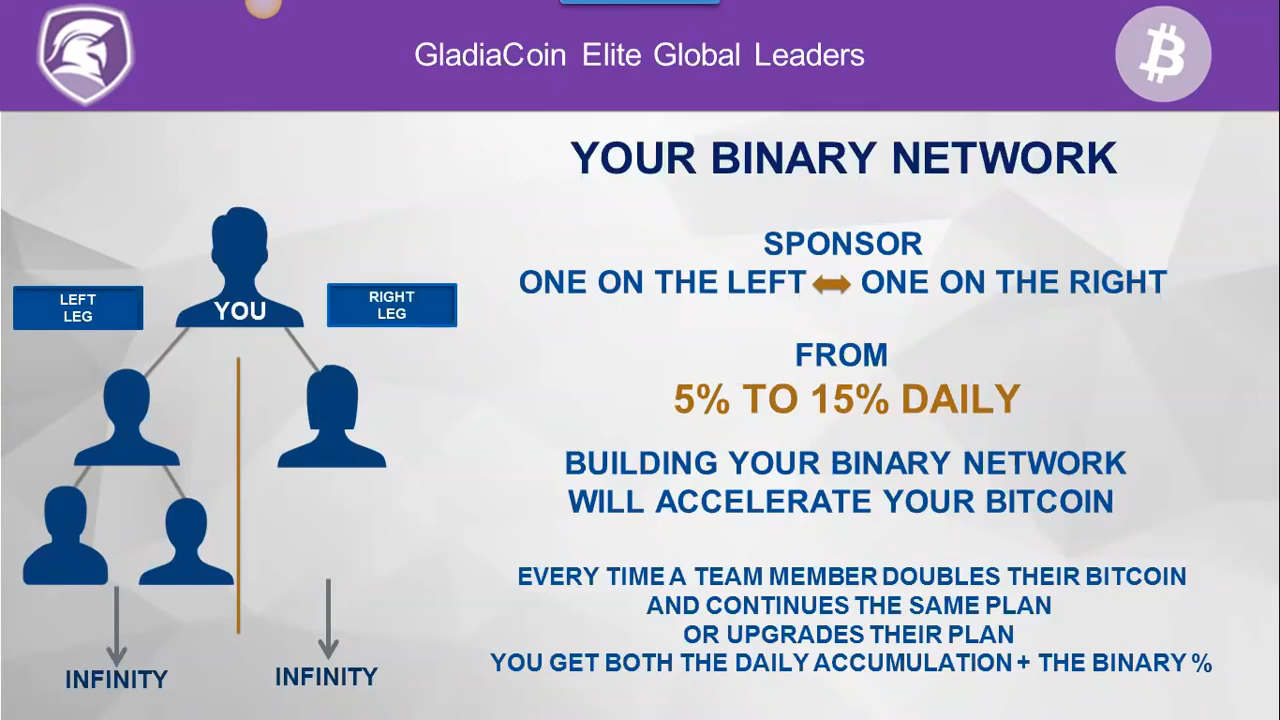 GladiaCoin Elite Global Leaders
YOUR BINARY NETWORK
SPONSOR
ONE ON THE LEFT ONE ON THE RIGHT
FROM
5% TO 15% DAILY
BUILDING YOUR BINARY NETWORK
WILL ACCELERATE YOUR BITCOIN
EVERY TIME A TEAM MEMBER DOUBLES THEIR BITCOIN
AND CONTINUES THE SAME PLAN
OR UPGRADES THEIR PLAN
YOU GET BOTH THE DAILY ACCUMULATION + THE BINARY %
LEFT
LEG
YOU
RIGHT
LEG
INFINITY
INFINITY